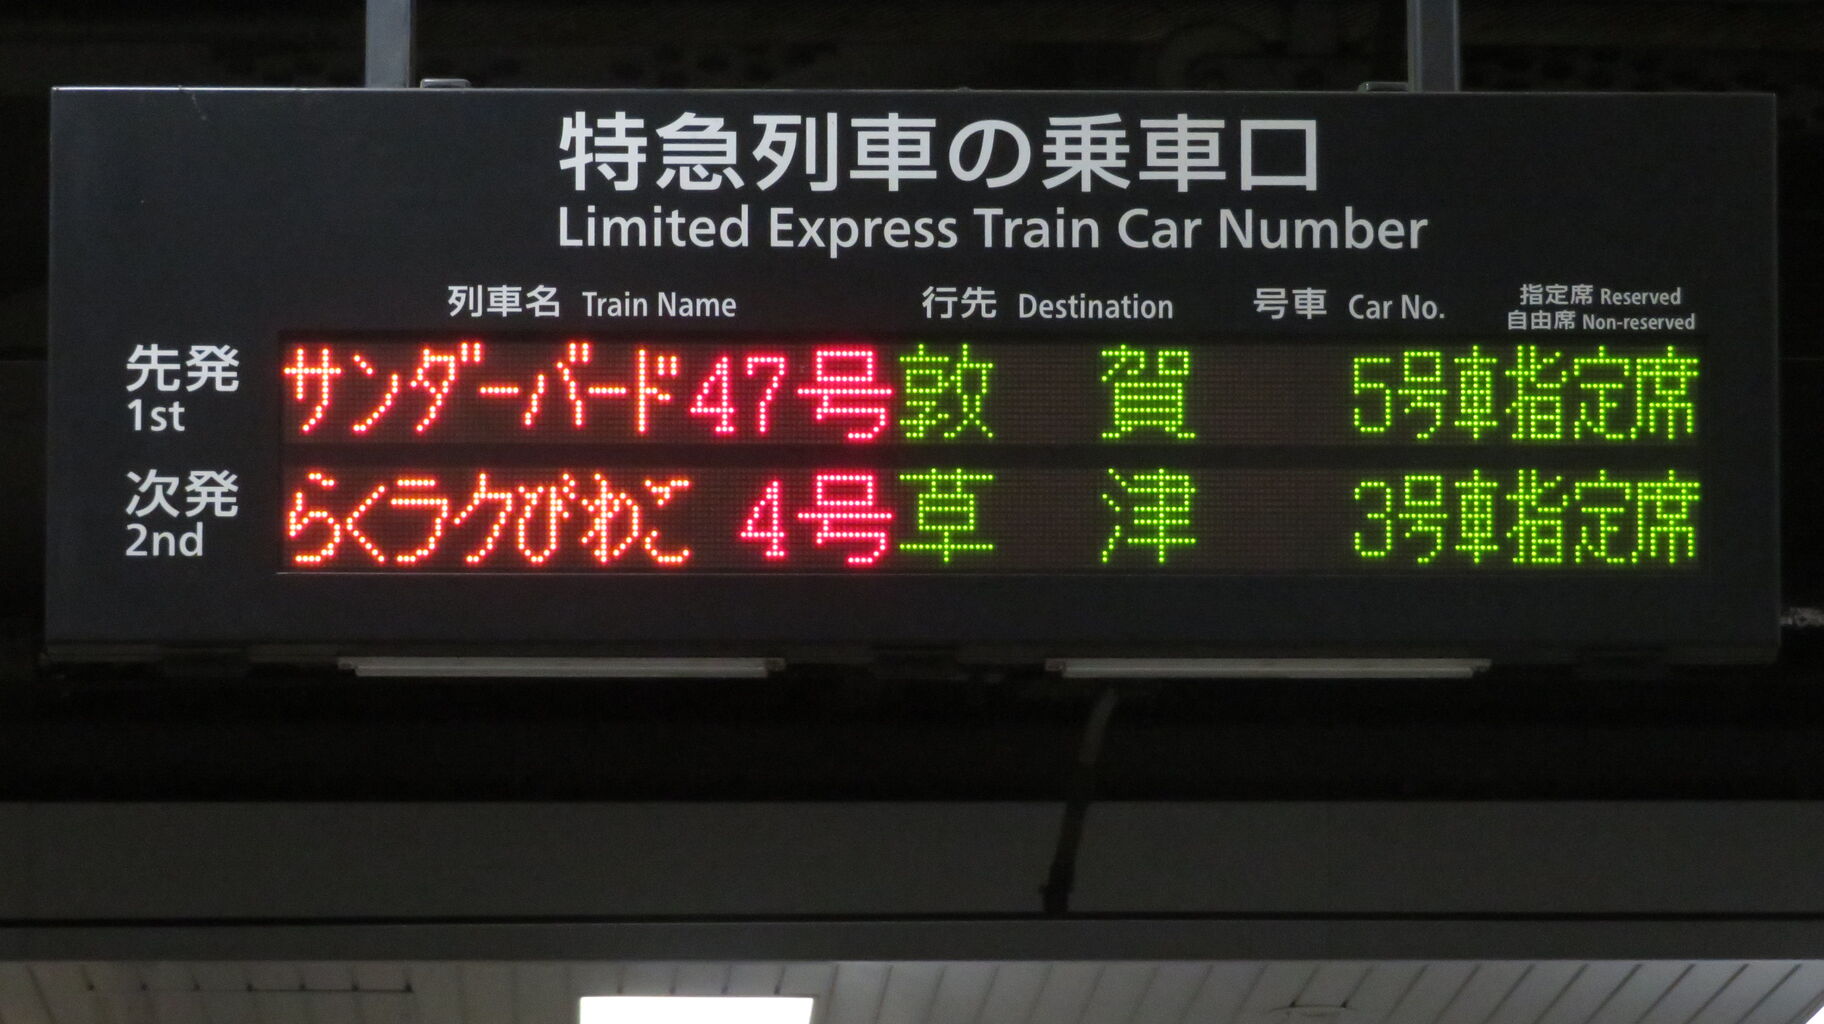 特急列車の乗車口
Limited Express Train Car Number
列車名 Train Name 行先 Destination 号車 Car No. 指定席 Reserved
自由席 Non-reserved
先発 サンダーバード 47号 敦賀 5号車指定席
1st
次発 らくラクびわこ 4号 草津 3号車指定席
2nd